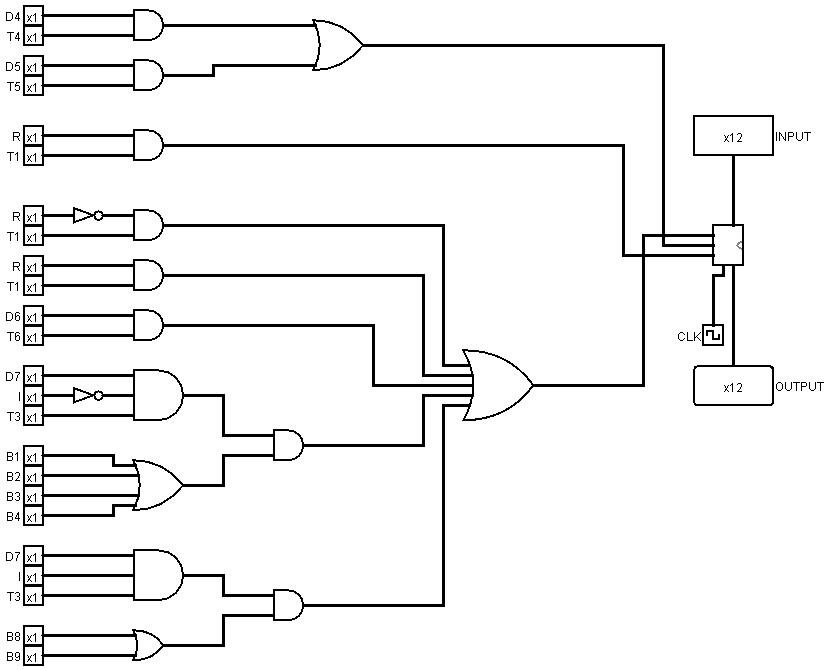 D4 x1
T4 x1
D5 x1
T5 x1
R x1
T1 x1
x12 INPUT
R x1
T1 x1
R x1
T1 x1
D6 x1
T6 x1
CLK
D7 x1
I x1
T3 x1
x12 OUTPUT
B1 x1
B2 x1
B3 x1
B4 x1
D7 x1
I x1
T3 x1
B8 x1
B9 x1